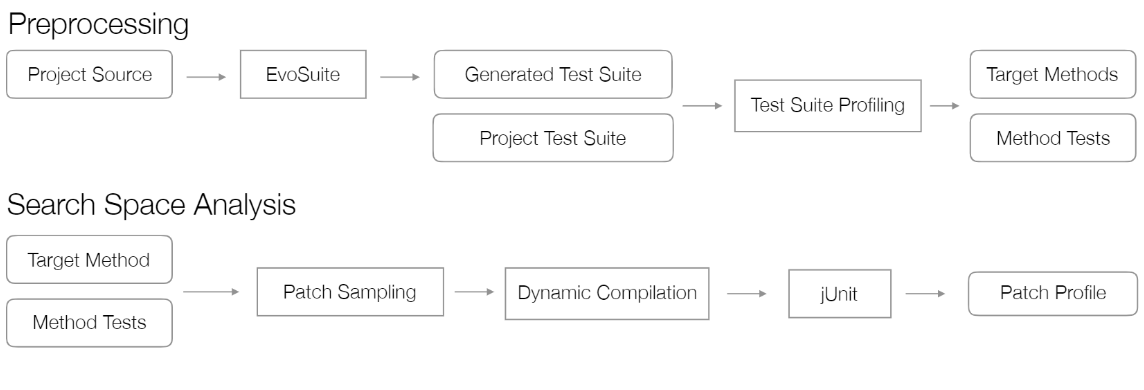 Preprocessing
Project Source
EvoSuite
Generated Test Suite
Project Test Suite
Test Suite Profiling
Target Methods
Method Tests
Search Space Analysis
Target Method
Method Tests
Patch Sampling
Dynamic Compilation
jUnit
Patch Profile